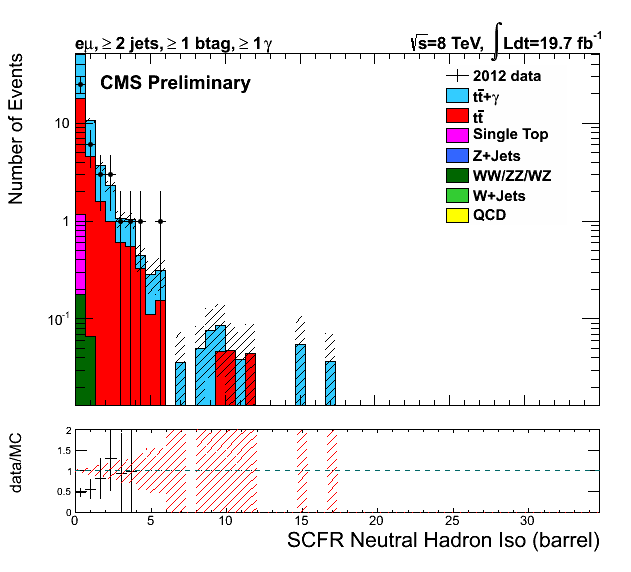 eμ, ≥ 2 jets, ≥ 1 btag, ≥ 1 γ
√s=8 TeV, ∫ Ldt=19.7 fb⁻¹
CMS Preliminary
Number of Events
2012 data
tt̄+γ
tt̄
Single Top
Z+Jets
WW/ZZ/WZ
W+Jets
QCD
10
1
10⁻¹
data/MC
2
1.5
1
0.5
0
0 5 10 15 20 25 30
SCFR Neutral Hadron Iso (barrel)